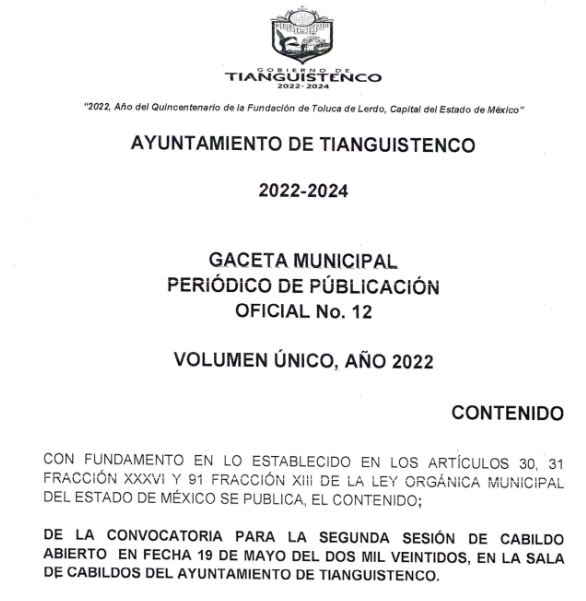 GOBIERNO DE
TIANGUISTENCO
2022-2024
"2022, Año del Quincentenario de la Fundación de Toluca de Lerdo, Capital del Estado de México"
AYUNTAMIENTO DE TIANGUISTENCO
2022-2024
GACETA MUNICIPAL
PERIÓDICO DE PÚBLICACIÓN
OFICIAL No. 12
VOLUMEN ÚNICO, AÑO 2022
CONTENIDO
CON FUNDAMENTO EN LO ESTABLECIDO EN LOS ARTÍCULOS 30, 31
FRACCIÓN XXXVI Y 91 FRACCIÓN XIII DE LA LEY ORGÁNICA MUNICIPAL
DEL ESTADO DE MÉXICO SE PUBLICA, EL CONTENIDO;
DE LA CONVOCATORIA PARA LA SEGUNDA SESIÓN DE CABILDO
ABIERTO EN FECHA 19 DE MAYO DEL DOS MIL VEINTIDOS, EN LA SALA
DE CABILDOS DEL AYUNTAMIENTO DE TIANGUISTENCO.